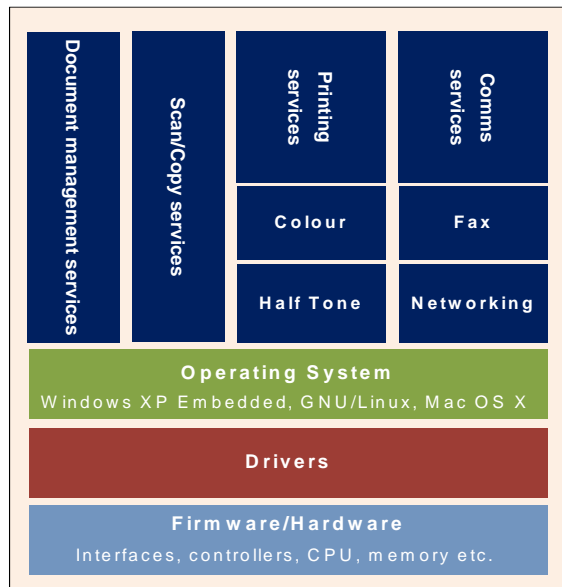 Document management services
Scan/Copy services
Printing
services
Comms
services
Colour
Fax
Half Tone
Networking
Operating System
Windows XP Embedded, GNU/Linux, Mac OS X
Drivers
Firmware/Hardware
Interfaces, controllers, CPU, memory etc.